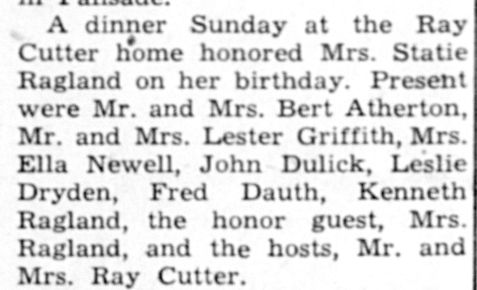 A dinner Sunday at the Ray
Cutter home honored Mrs. Statie
Ragland on her birthday. Present
were Mr. and Mrs. Bert Atherton,
Mr. and Mrs. Lester Griffith, Mrs.
Ella Newell, John Dulick, Leslie
Dryden, Fred Dauth, Kenneth
Ragland, the honor guest, Mrs.
Ragland, and the hosts, Mr. and
Mrs. Ray Cutter.